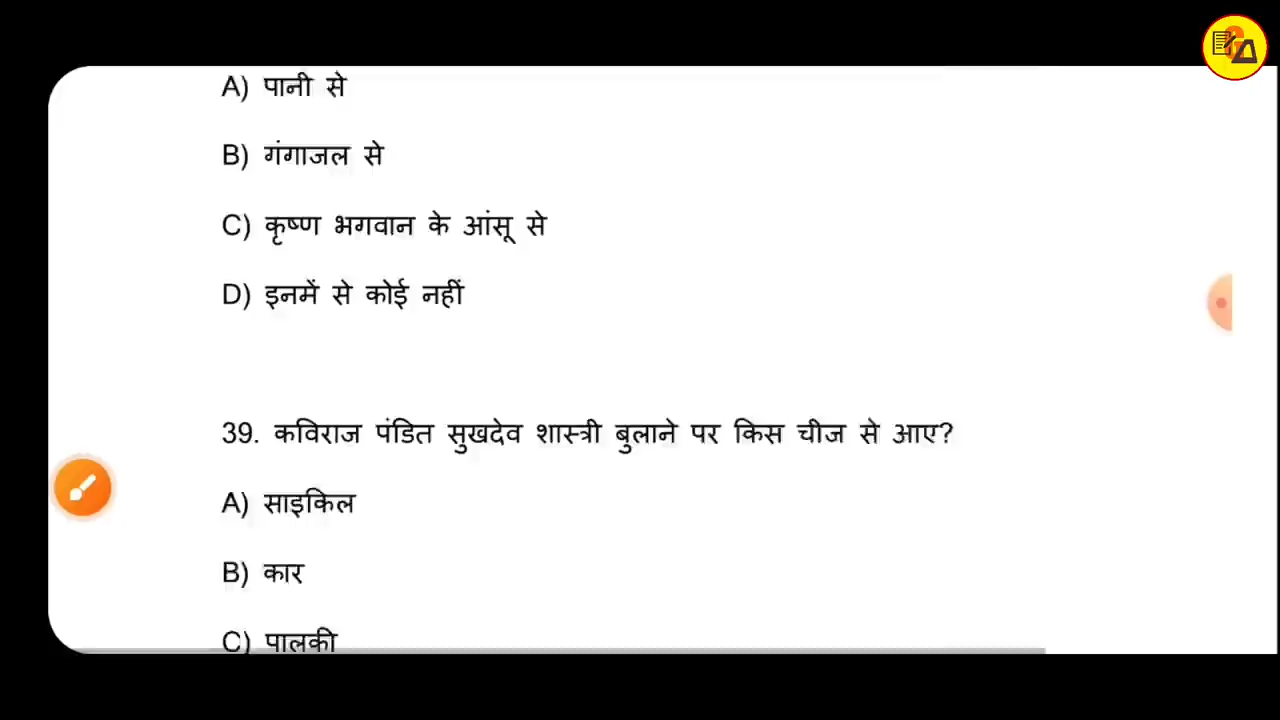 A) पानी से
B) गंगाजल से
C) कृष्ण भगवान के आंसू से
D) इनमें से कोई नहीं
39. कविराज पंडित सुखदेव शास्त्री बुलाने पर किस चीज से आए?
A) साइकिल
B) कार
C) पालकी